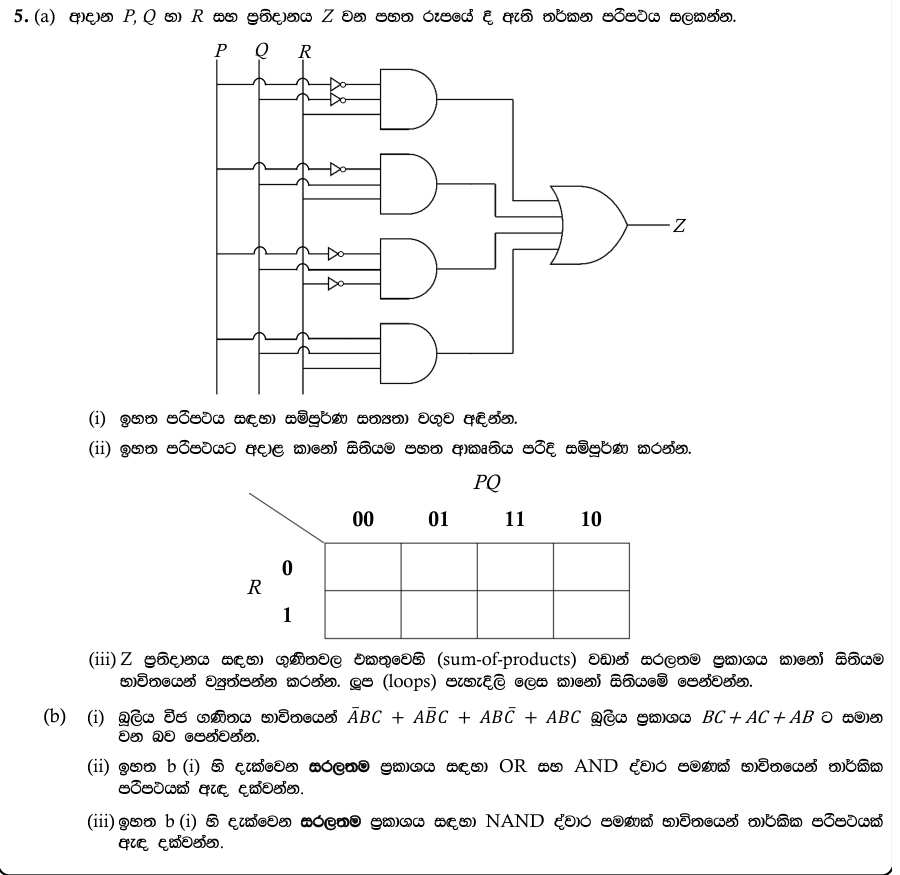 5. (a) ආදාන P, Q හා R සහ ප්‍රතිදානය Z වන පහත රූපයේ දී ඇති තර්කන පරිපථය සලකන්න.
P Q R
Z
(i) ඉහත පරිපථය සඳහා සම්පූර්ණ සත්‍යතා වගුව අඳින්න.
(ii) ඉහත පරිපථයට අදාළ කානෝ සිතියම පහත ආකෘතිය පරිදි සම්පූර්ණ කරන්න.
PQ
00 01 11 10
0
R
1
(iii) Z ප්‍රතිදානය සඳහා ගුණිතවල එකතුවෙහි (sum-of-products) වඩාත් සරලතම ප්‍රකාශය කානෝ සිතියම
භාවිතයෙන් ව්‍යුත්පන්න කරන්න. ලූප (loops) පැහැදිලි ලෙස කානෝ සිතියමේ පෙන්වන්න.
(b) (i) බූලීය වීජ ගණිතය භාවිතයෙන් A̅BC + AB̅C + ABC̅ + ABC බූලීය ප්‍රකාශය BC + AC + AB ට සමාන
වන බව පෙන්වන්න.
(ii) ඉහත b (i) හි දැක්වෙන සරලතම ප්‍රකාශය සඳහා OR සහ AND ද්වාර පමණක් භාවිතයෙන් තාර්කික
පරිපථයක් ඇඳ දක්වන්න.
(iii) ඉහත b (i) හි දැක්වෙන සරලතම ප්‍රකාශය සඳහා NAND ද්වාර පමණක් භාවිතයෙන් තාර්කික පරිපථයක්
ඇඳ දක්වන්න.